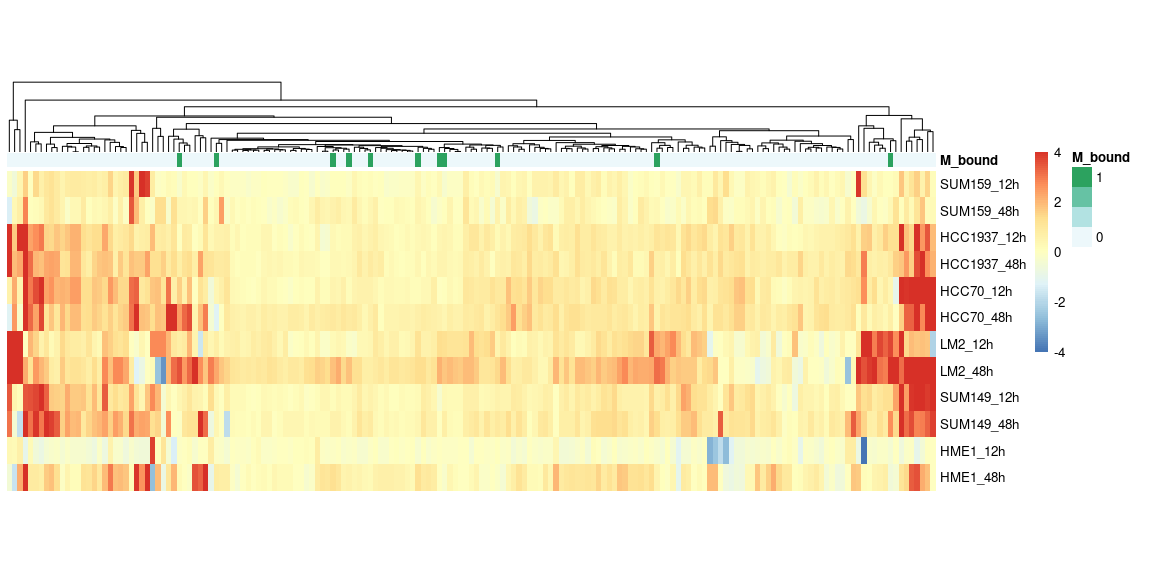 M_bound
SUM159_12h
SUM159_48h
HCC1937_12h
HCC1937_48h
HCC70_12h
HCC70_48h
LM2_12h
LM2_48h
SUM149_12h
SUM149_48h
HME1_12h
HME1_48h
4
2
0
-2
-4
M_bound
1
0